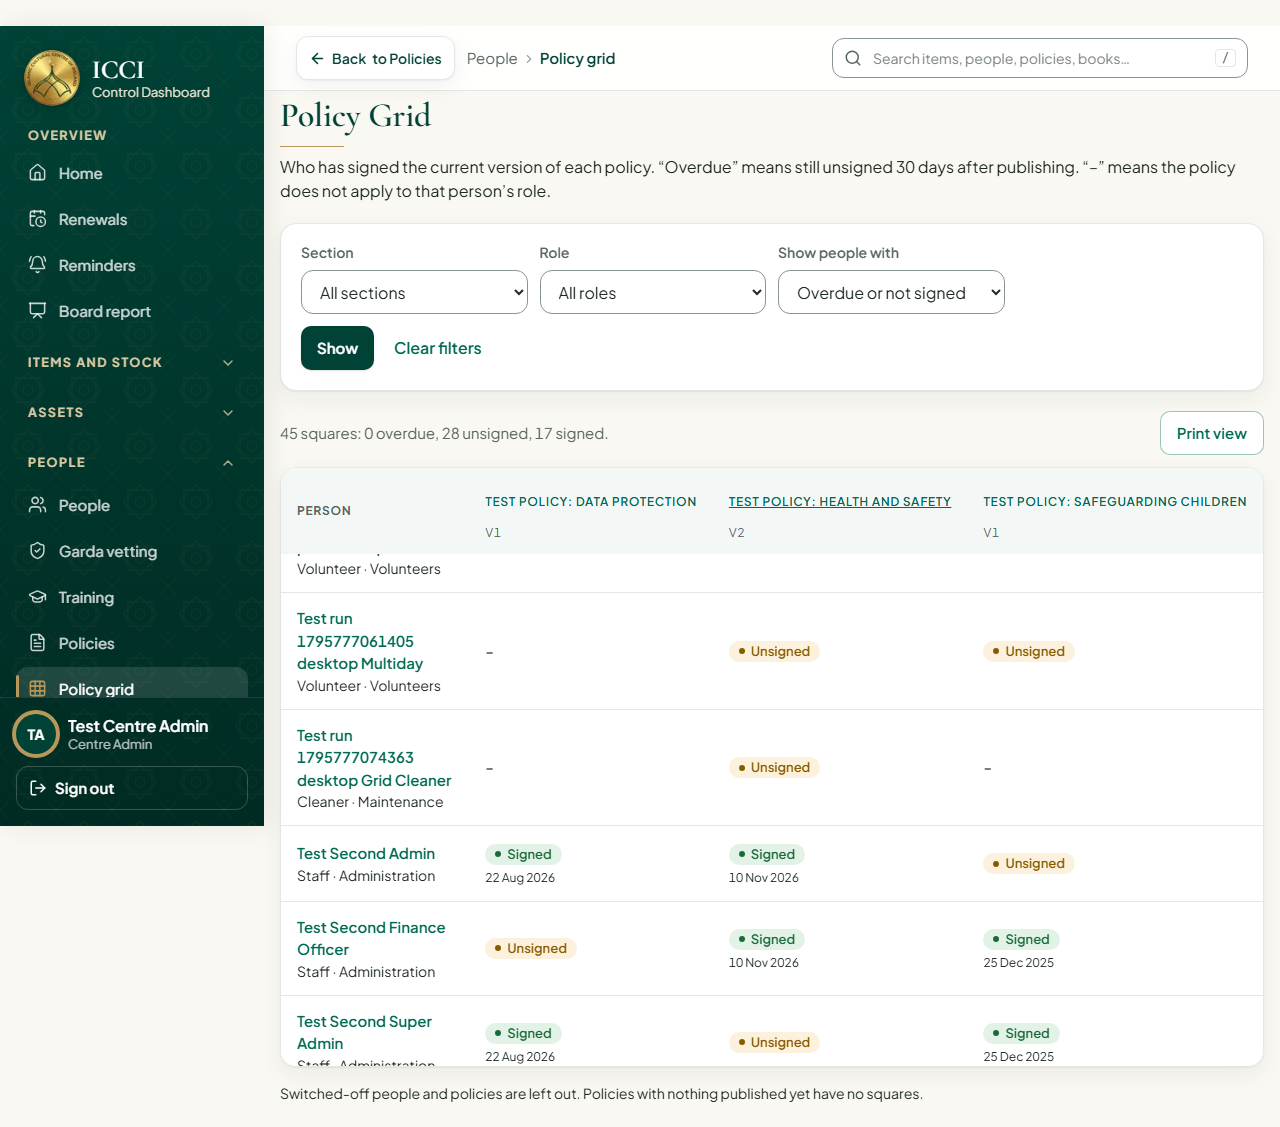 ICCI
Control Dashboard
OVERVIEW
Home
Renewals
Reminders
Board report
ITEMS AND STOCK
ASSETS
PEOPLE
People
Garda vetting
Training
Policies
Policy grid
TA
Test Centre Admin
Centre Admin
Sign out
Back to Policies
People
Policy grid
Search items, people, policies, books…
/
Policy Grid
Who has signed the current version of each policy. “Overdue” means still unsigned 30 days after publishing. “–” means the policy
does not apply to that person’s role.
Section
Role
Show people with
All sections
All roles
Overdue or not signed
Show
Clear filters
45 squares: 0 overdue, 28 unsigned, 17 signed.
Print view
PERSON
TEST POLICY: DATA PROTECTION
V1
TEST POLICY: HEALTH AND SAFETY
V2
TEST POLICY: SAFEGUARDING CHILDREN
V1
Volunteer · Volunteers
Test run
1795777061405
desktop Multiday
Volunteer · Volunteers
–
Unsigned
Unsigned
Test run
1795777074363
desktop Grid Cleaner
Cleaner · Maintenance
–
Unsigned
–
Test Second Admin
Staff · Administration
Signed
22 Aug 2026
Signed
10 Nov 2026
Unsigned
Test Second Finance
Officer
Staff · Administration
Unsigned
Signed
10 Nov 2026
Signed
25 Dec 2025
Test Second Super
Admin
Staff · Administration
Signed
22 Aug 2026
Unsigned
Signed
25 Dec 2025
Switched-off people and policies are left out. Policies with nothing published yet have no squares.